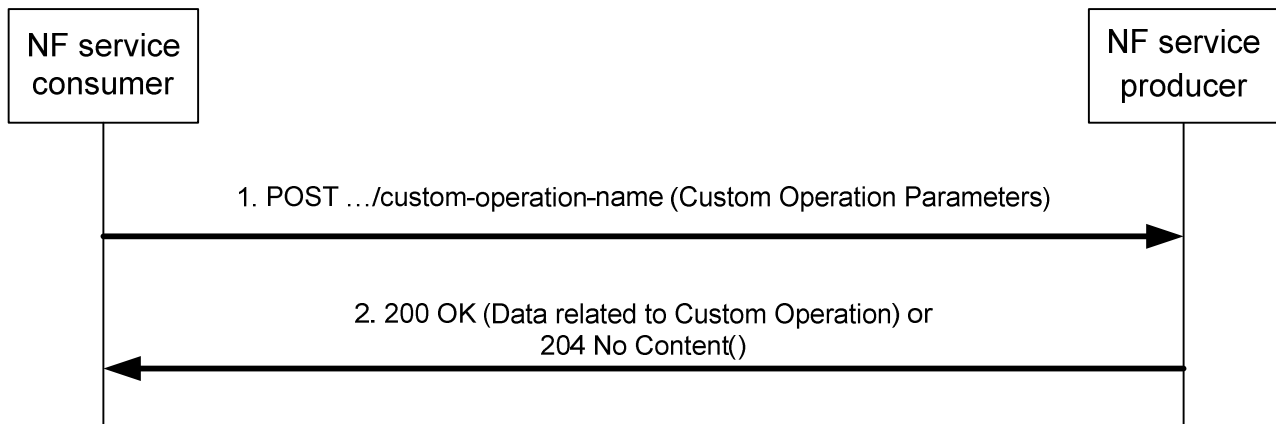 NF service
consumer
NF service
producer
1. POST …/custom-operation-name (Custom Operation Parameters)
2. 200 OK (Data related to Custom Operation) or
204 No Content()